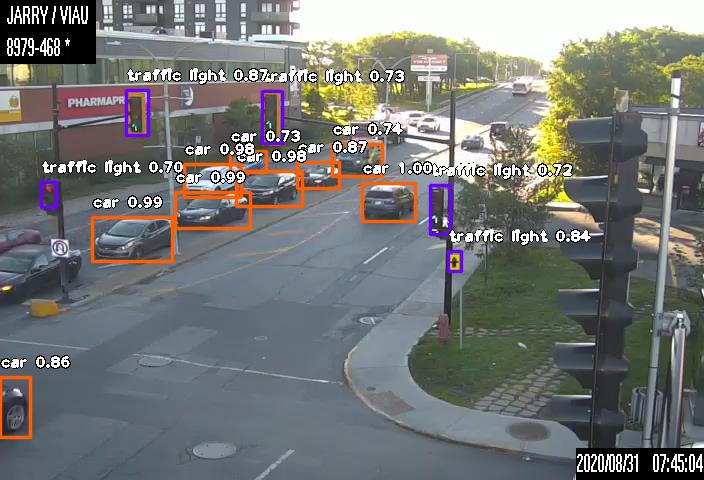 JARRY / VIAU
8979-468 *
traffic light 0.87
traffic light 0.73
PHARMAPR
car 0.73
car 0.74
car 0.98
car 0.98
car 0.87
traffic light 0.70
car 0.99
car 1.00
traffic light 0.72
car 0.99
traffic light 0.84
car 0.86
2020/08/31 07:45:04